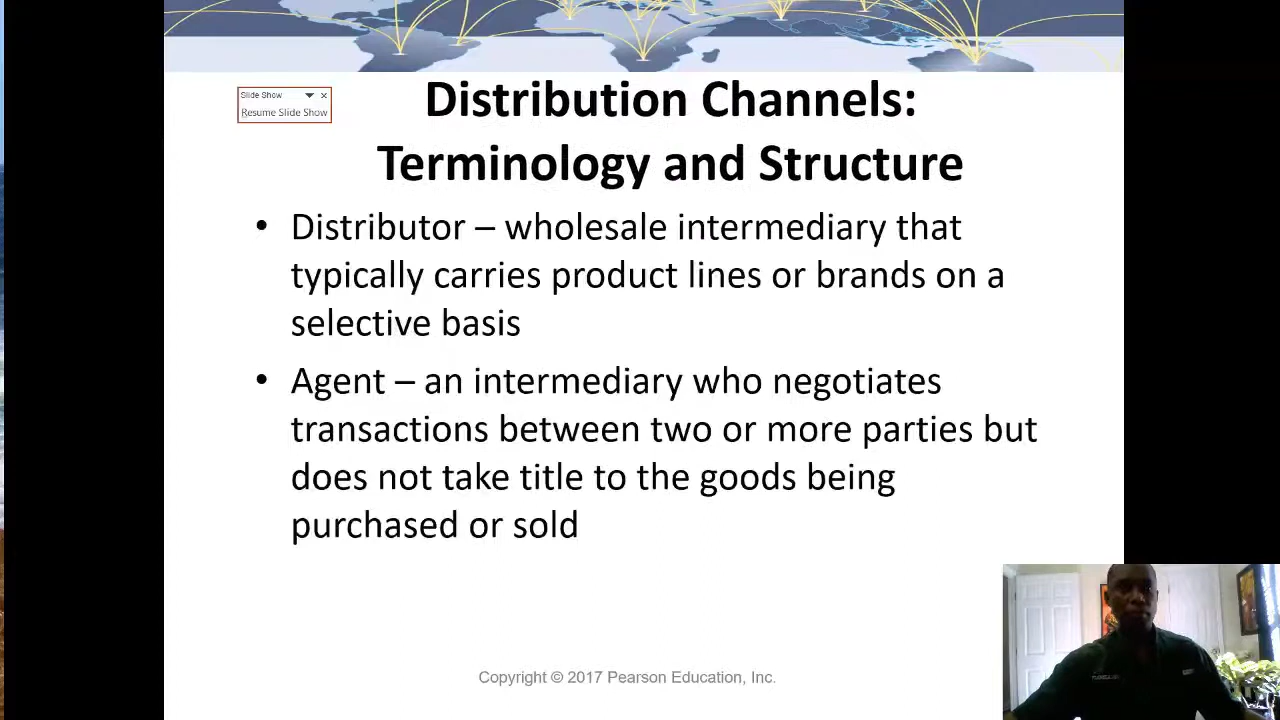 Slide Show
Resume Slide Show
Distribution Channels:
Terminology and Structure
• Distributor – wholesale intermediary that
typically carries product lines or brands on a
selective basis
• Agent – an intermediary who negotiates
transactions between two or more parties but
does not take title to the goods being
purchased or sold
Copyright © 2017 Pearson Education, Inc.